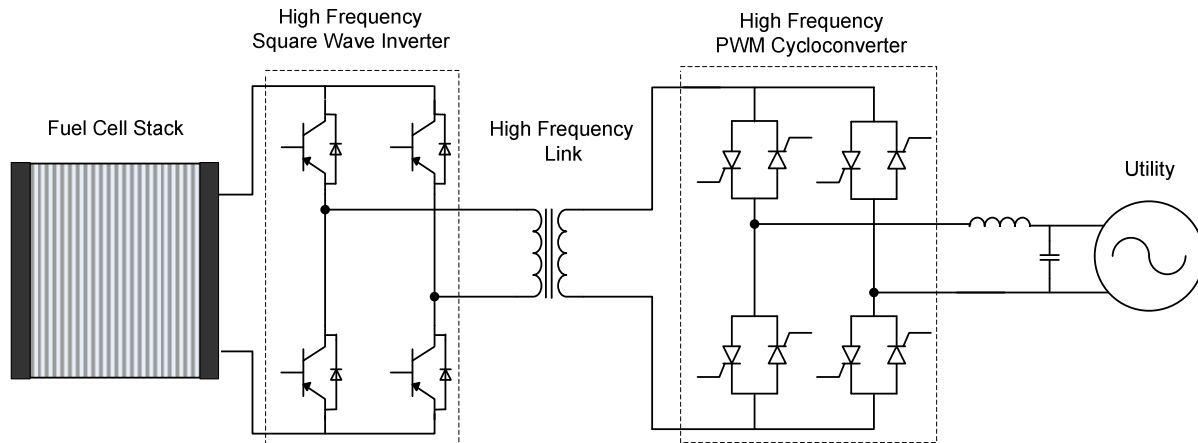 High Frequency
Square Wave Inverter
High Frequency
PWM Cycloconverter
Fuel Cell Stack
High Frequency
Link
Utility